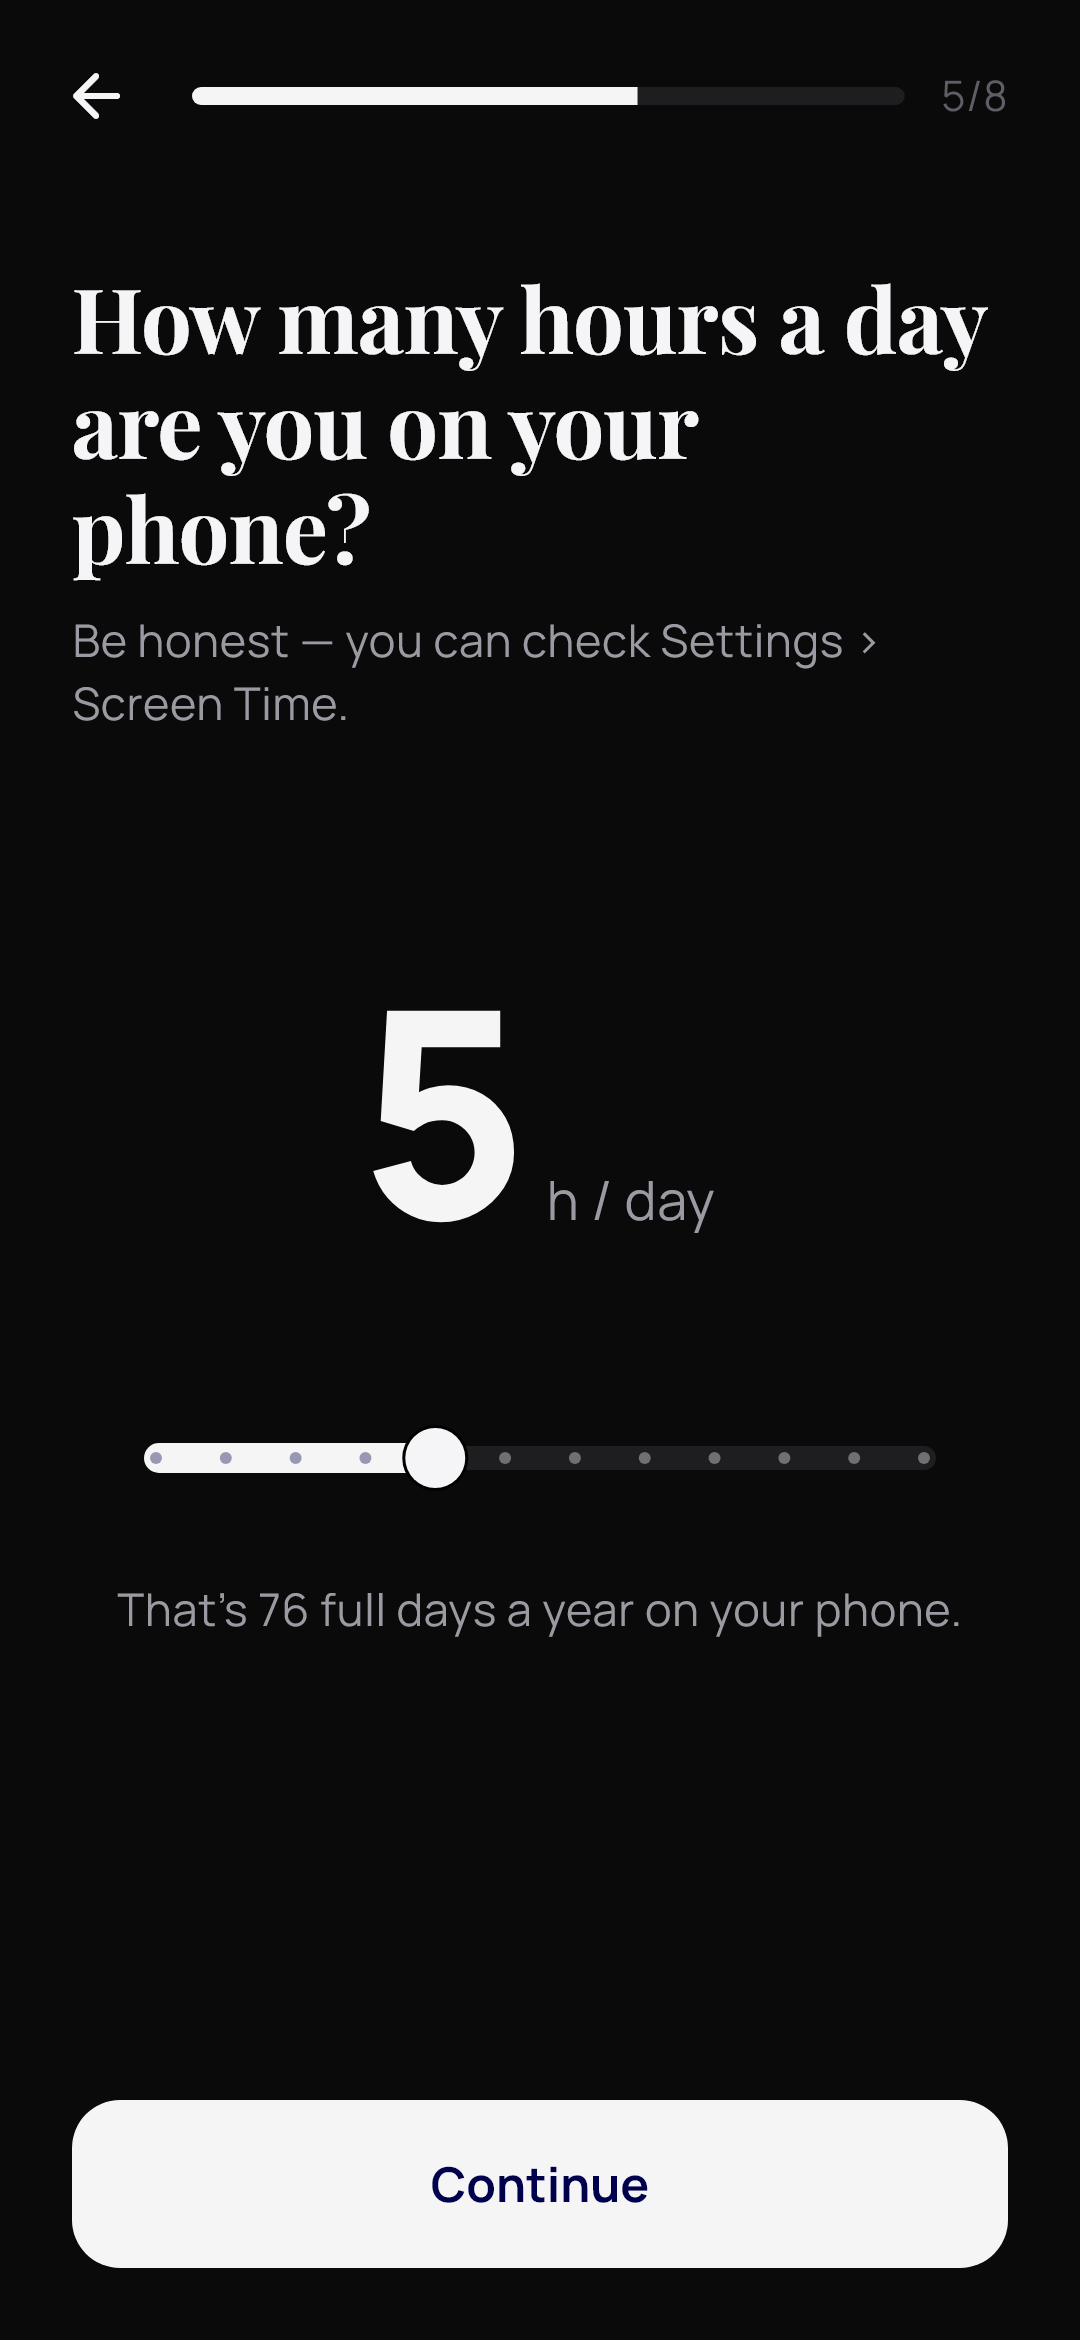 5/8
How many hours a day
are you on your
phone?
Be honest — you can check Settings >
Screen Time.
5 h / day
That's 76 full days a year on your phone.
Continue